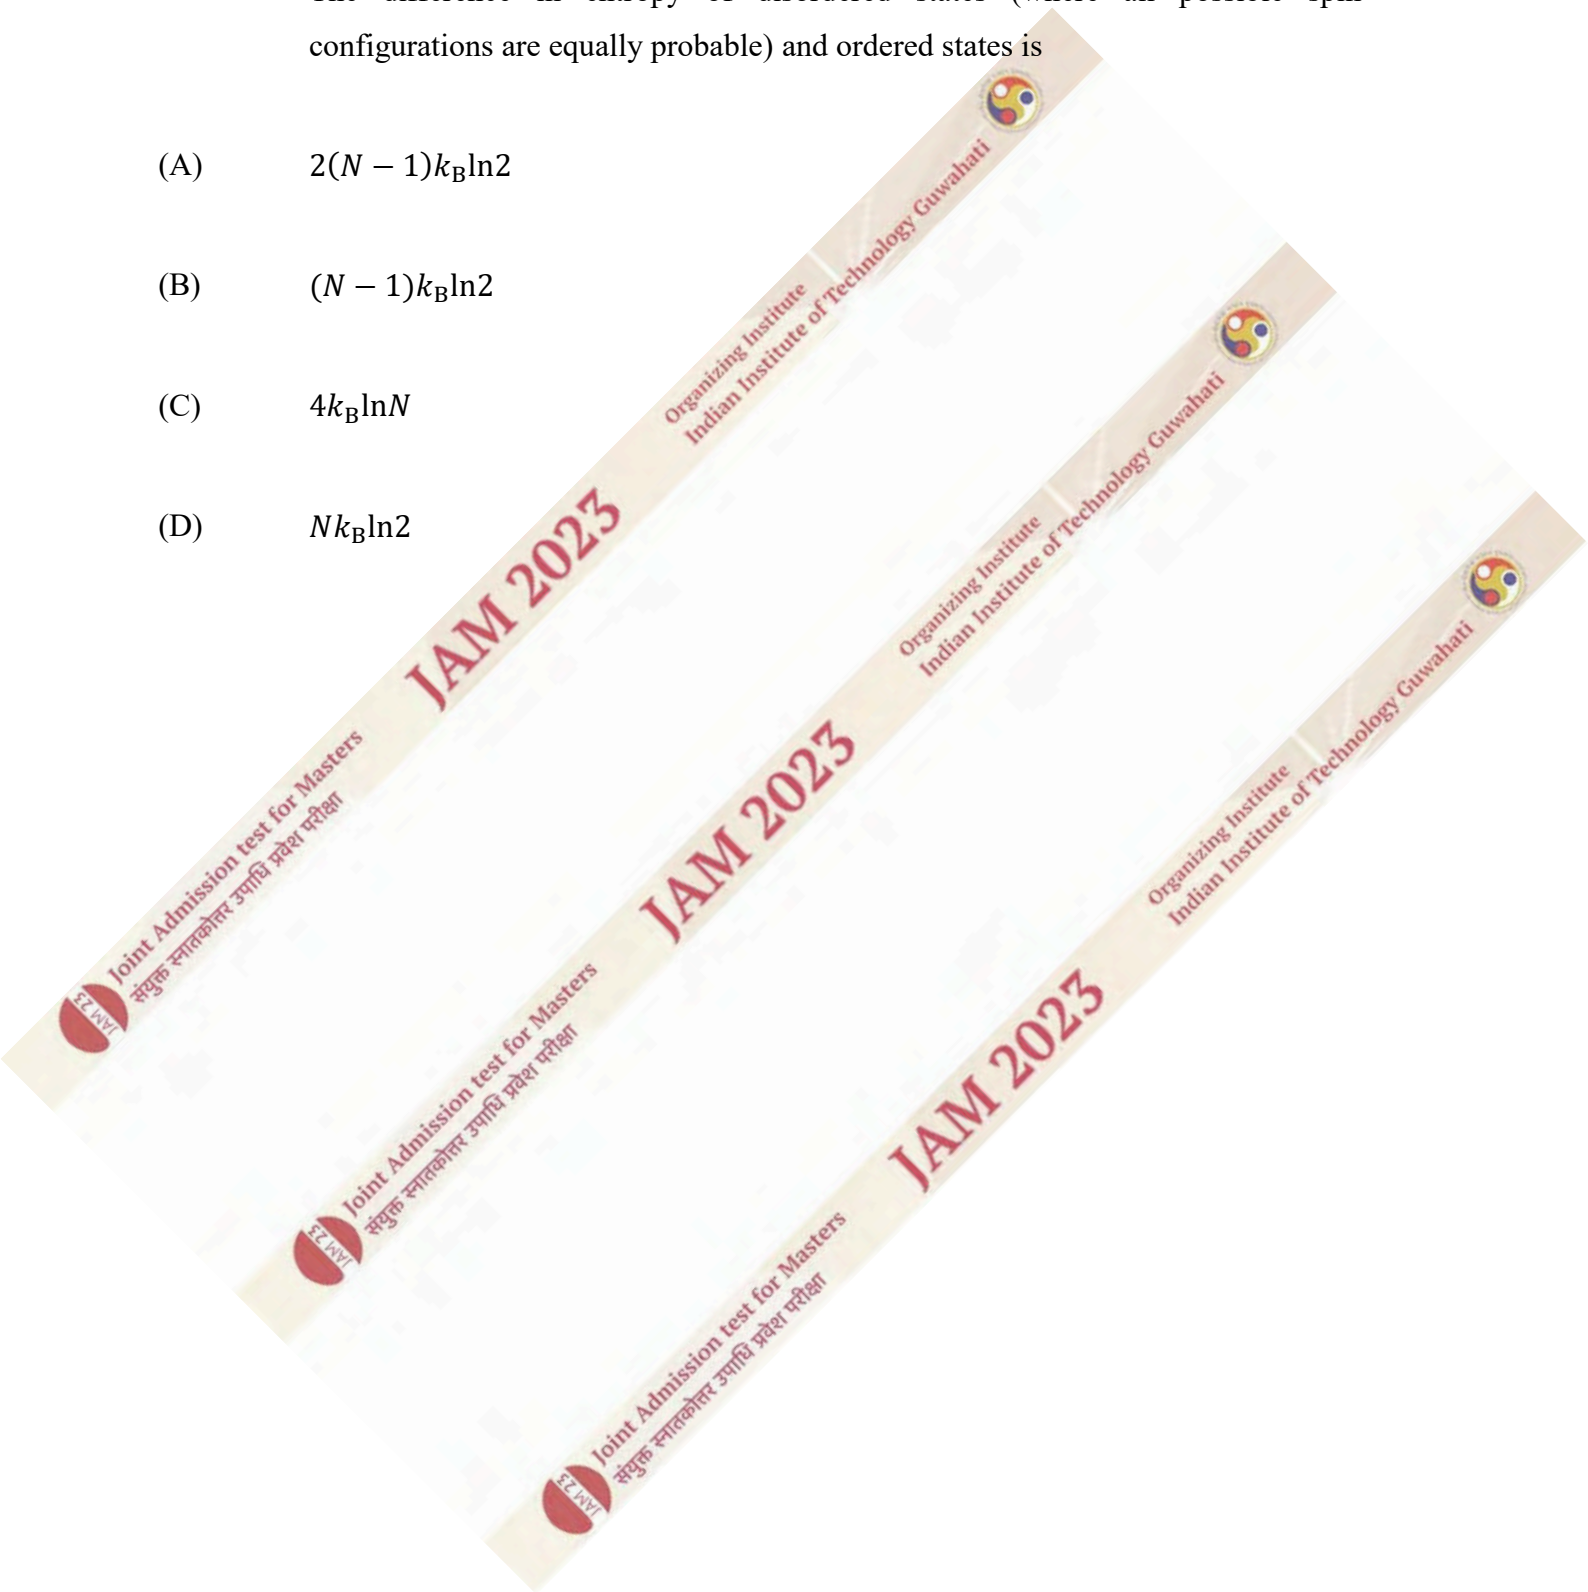 configurations are equally probable) and ordered states is
(A) 2(N − 1)k_B ln2
(B) (N − 1)k_B ln2
(C) 4k_B lnN
(D) Nk_B ln2
Organizing Institute
Indian Institute of Technology Guwahati
JAM 2023
Joint Admission test for Masters
संयुक्त स्नातकोत्तर उपाधि प्रवेश परीक्षा
JAM 23
Organizing Institute
Indian Institute of Technology Guwahati
JAM 2023
Joint Admission test for Masters
संयुक्त स्नातकोत्तर उपाधि प्रवेश परीक्षा
JAM 23
Organizing Institute
Indian Institute of Technology Guwahati
JAM 2023
Joint Admission test for Masters
संयुक्त स्नातकोत्तर उपाधि प्रवेश परीक्षा
JAM 23